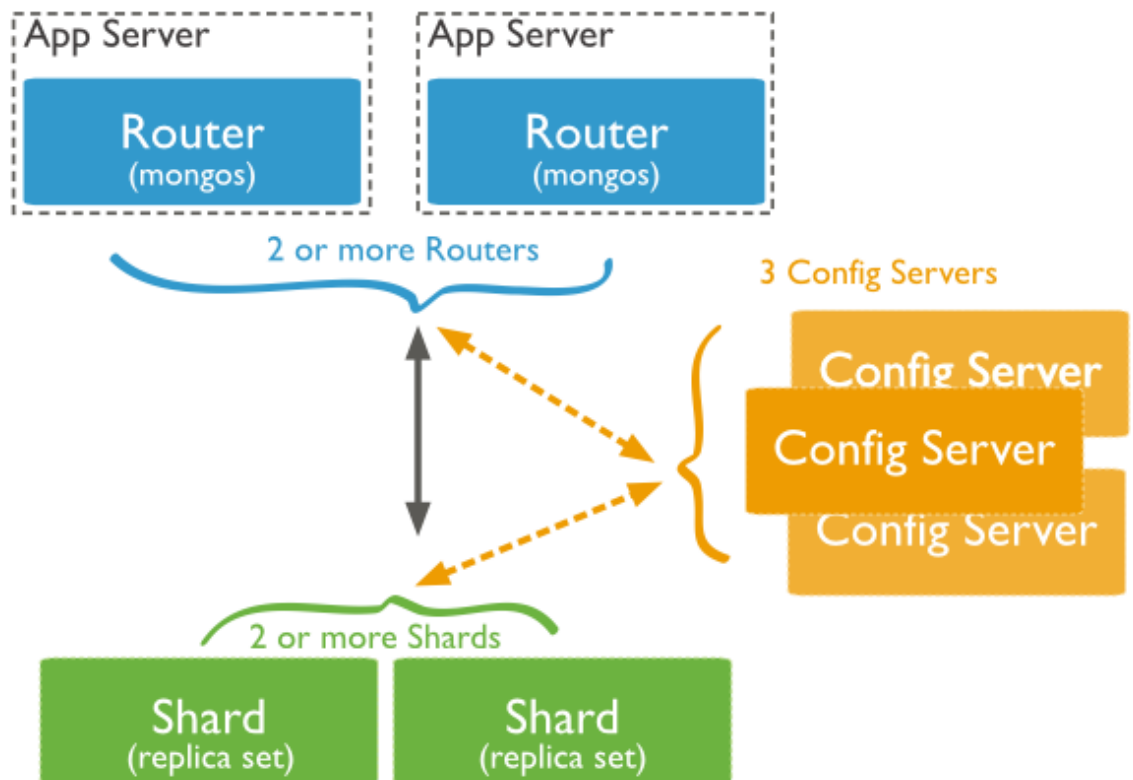 App Server
App Server
Router
(mongos)
Router
(mongos)
2 or more Routers
3 Config Servers
Config Server
Config Server
Config Server
2 or more Shards
Shard
(replica set)
Shard
(replica set)